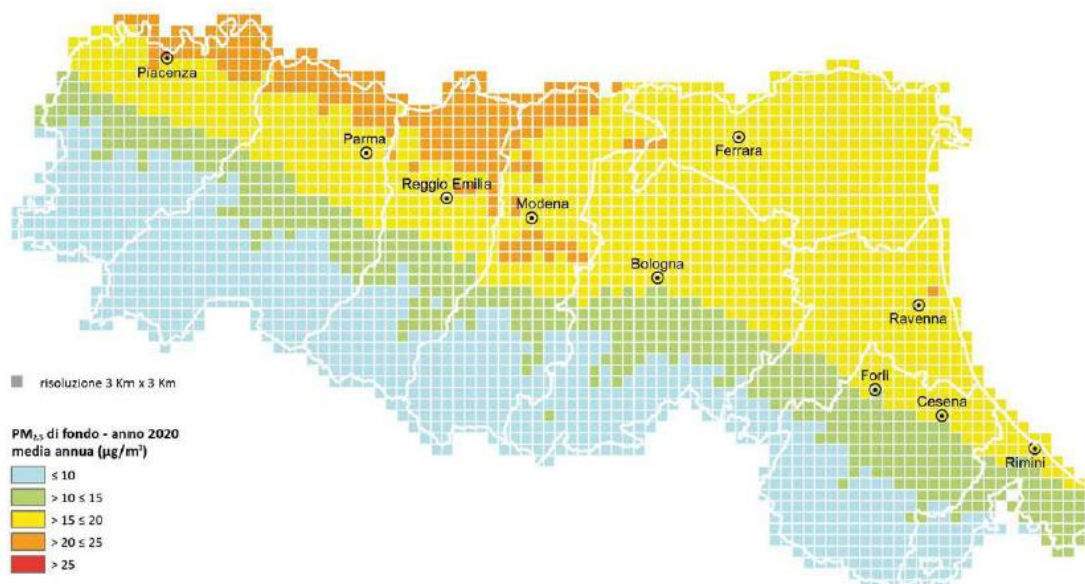 Piacenza
Parma
Ferrara
Reggio Emilia
Modena
Bologna
Ravenna
Forlì
Cesena
Rimini
risoluzione 3 Km x 3 Km
PM₂.₅ di fondo - anno 2020
media annua (µg/m³)
≤ 10
> 10 ≤ 15
> 15 ≤ 20
> 20 ≤ 25
> 25